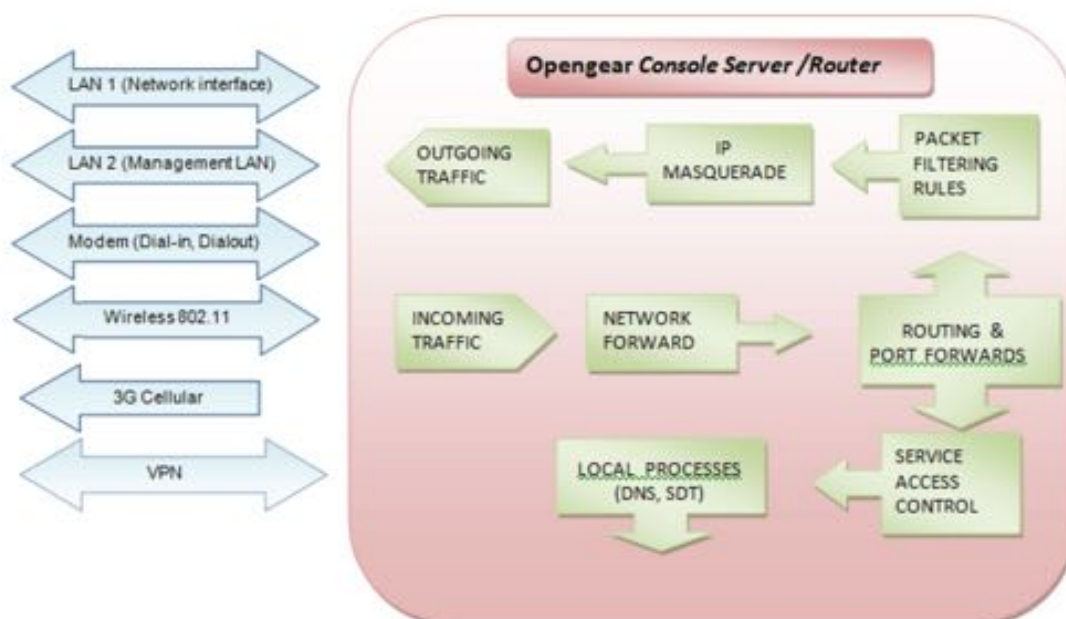 Opengear Console Server /Router
LAN 1 (Network interface)
LAN 2 (Management LAN)
Modem (Dial-in, Dialout)
Wireless 802.11
3G Cellular
VPN
OUTGOING
TRAFFIC
IP
MASQUERADE
PACKET
FILTERING
RULES
INCOMING
TRAFFIC
NETWORK
FORWARD
ROUTING &
PORT FORWARDS
LOCAL PROCESSES
(DNS, SDT)
SERVICE
ACCESS
CONTROL